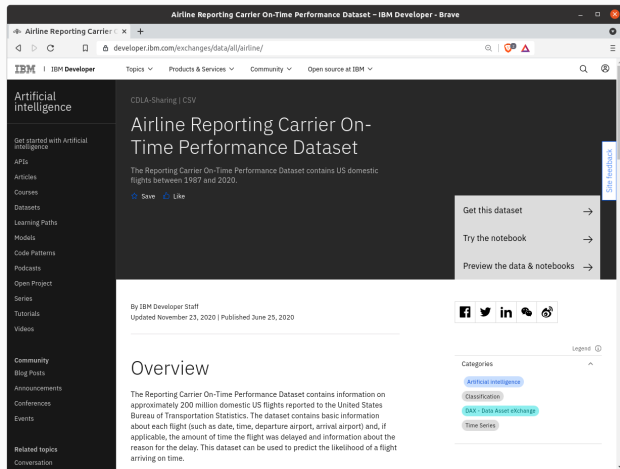 Airline Reporting Carrier On-Time Performance Dataset – IBM Developer - Brave
Airline Reporting Carrier
developer.ibm.com/exchanges/data/all/airline/
IBM | IBM Developer
Topics
Products & Services
Community
Open source at IBM
Artificial
intelligence
Get started with Artificial
intelligence
APIs
Articles
Courses
Datasets
Learning Paths
Models
Code Patterns
Podcasts
Open Project
Series
Tutorials
Videos
Community
Blog Posts
Announcements
Conferences
Events
Related topics
Conversation
CDLA-Sharing | CSV
Airline Reporting Carrier On-
Time Performance Dataset
The Reporting Carrier On-Time Performance Dataset contains US domestic
flights between 1987 and 2020.
Save
Like
Site feedback
Get this dataset
Try the notebook
Preview the data & notebooks
By IBM Developer Staff
Updated November 23, 2020 | Published June 25, 2020
Legend
Categories
Artificial intelligence
Classification
DAX - Data Asset eXchange
Time Series
Overview
The Reporting Carrier On-Time Performance Dataset contains information on
approximately 200 million domestic US flights reported to the United States
Bureau of Transportation Statistics. The dataset contains basic information
about each flight (such as date, time, departure airport, arrival airport) and, if
applicable, the amount of time the flight was delayed and information about the
reason for the delay. This dataset can be used to predict the likelihood of a flight
arriving on time.